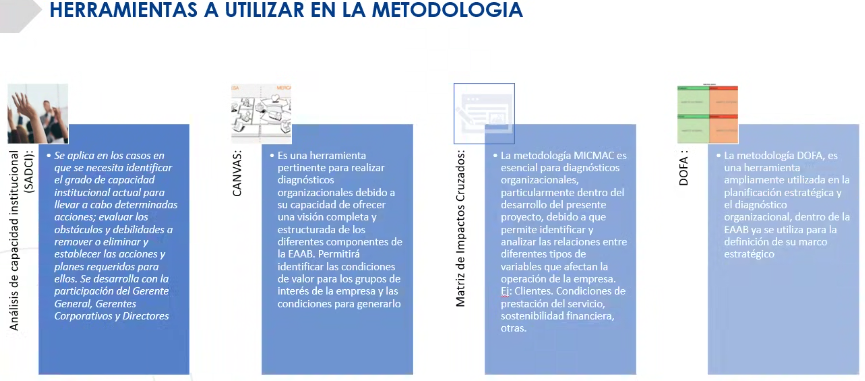 HERRAMIENTAS A UTILIZAR EN LA METODOLOGIA
Análisis de capacidad institucional
(SADCI):
• Se aplica en los casos en
que se necesita identificar
el grado de capacidad
institucional actual para
llevar a cabo determinadas
acciones; evaluar los
obstáculos y debilidades a
remover o eliminar y
establecer las acciones y
planes requeridos para
ellos. Se desarrolla con la
participación del Gerente
General, Gerentes
Corporativos y Directores
CANVAS:
• Es una herramienta
pertinente para realizar
diagnósticos
organizacionales debido a
su capacidad de ofrecer
una visión completa y
estructurada de los
diferentes componentes de
la EAAB. Permitirá
identificar las condiciones
de valor para los grupos de
interés de la empresa y las
condiciones para generarlo
Matriz de Impactos Cruzados:
• La metodología MICMAC es
esencial para diagnósticos
organizacionales,
particularmente dentro del
desarrollo del presente
proyecto, debido a que
permite identificar y
analizar las relaciones entre
diferentes tipos de
variables que afectan la
operación de la empresa.
Ej: Clientes. Condiciones de
prestación del servicio,
sostenibilidad financiera,
otras.
DOFA :
• La metodología DOFA, es
una herramienta
ampliamente utilizada en la
planificación estratégica y
el diagnóstico
organizacional, dentro de la
EAAB ya se utiliza para la
definición de su marco
estratégico